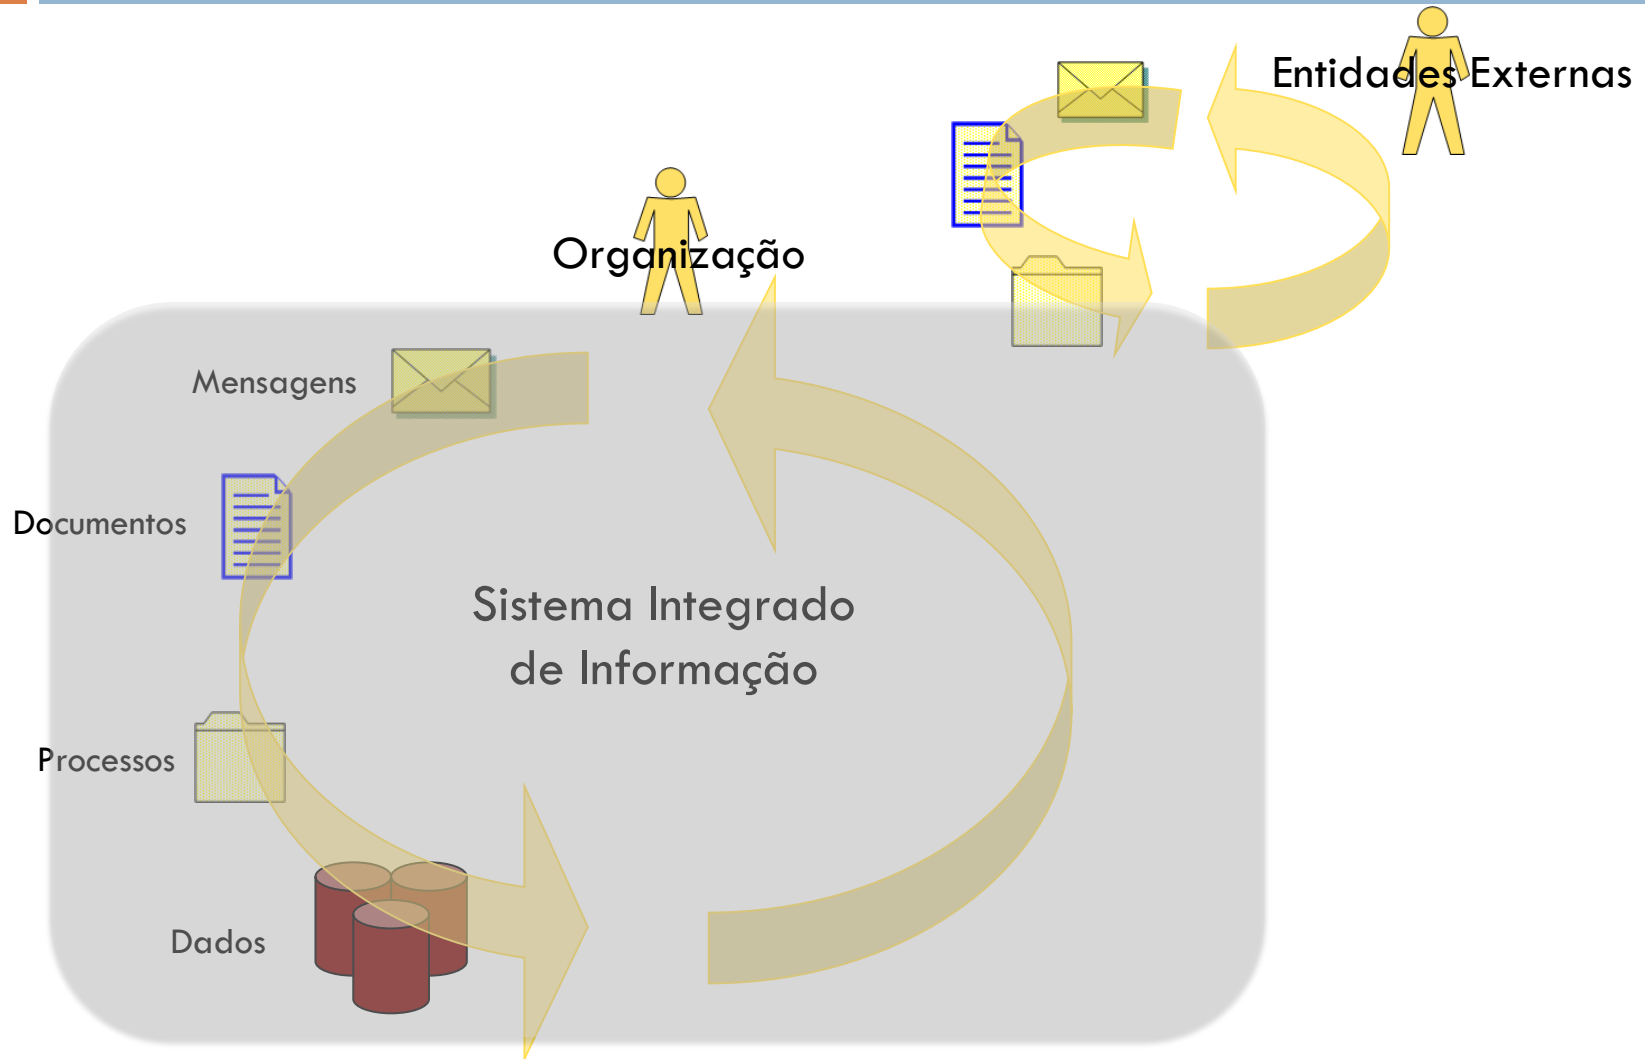 Entidades Externas
Organização
Mensagens
Documentos
Sistema Integrado
de Informação
Processos
Dados